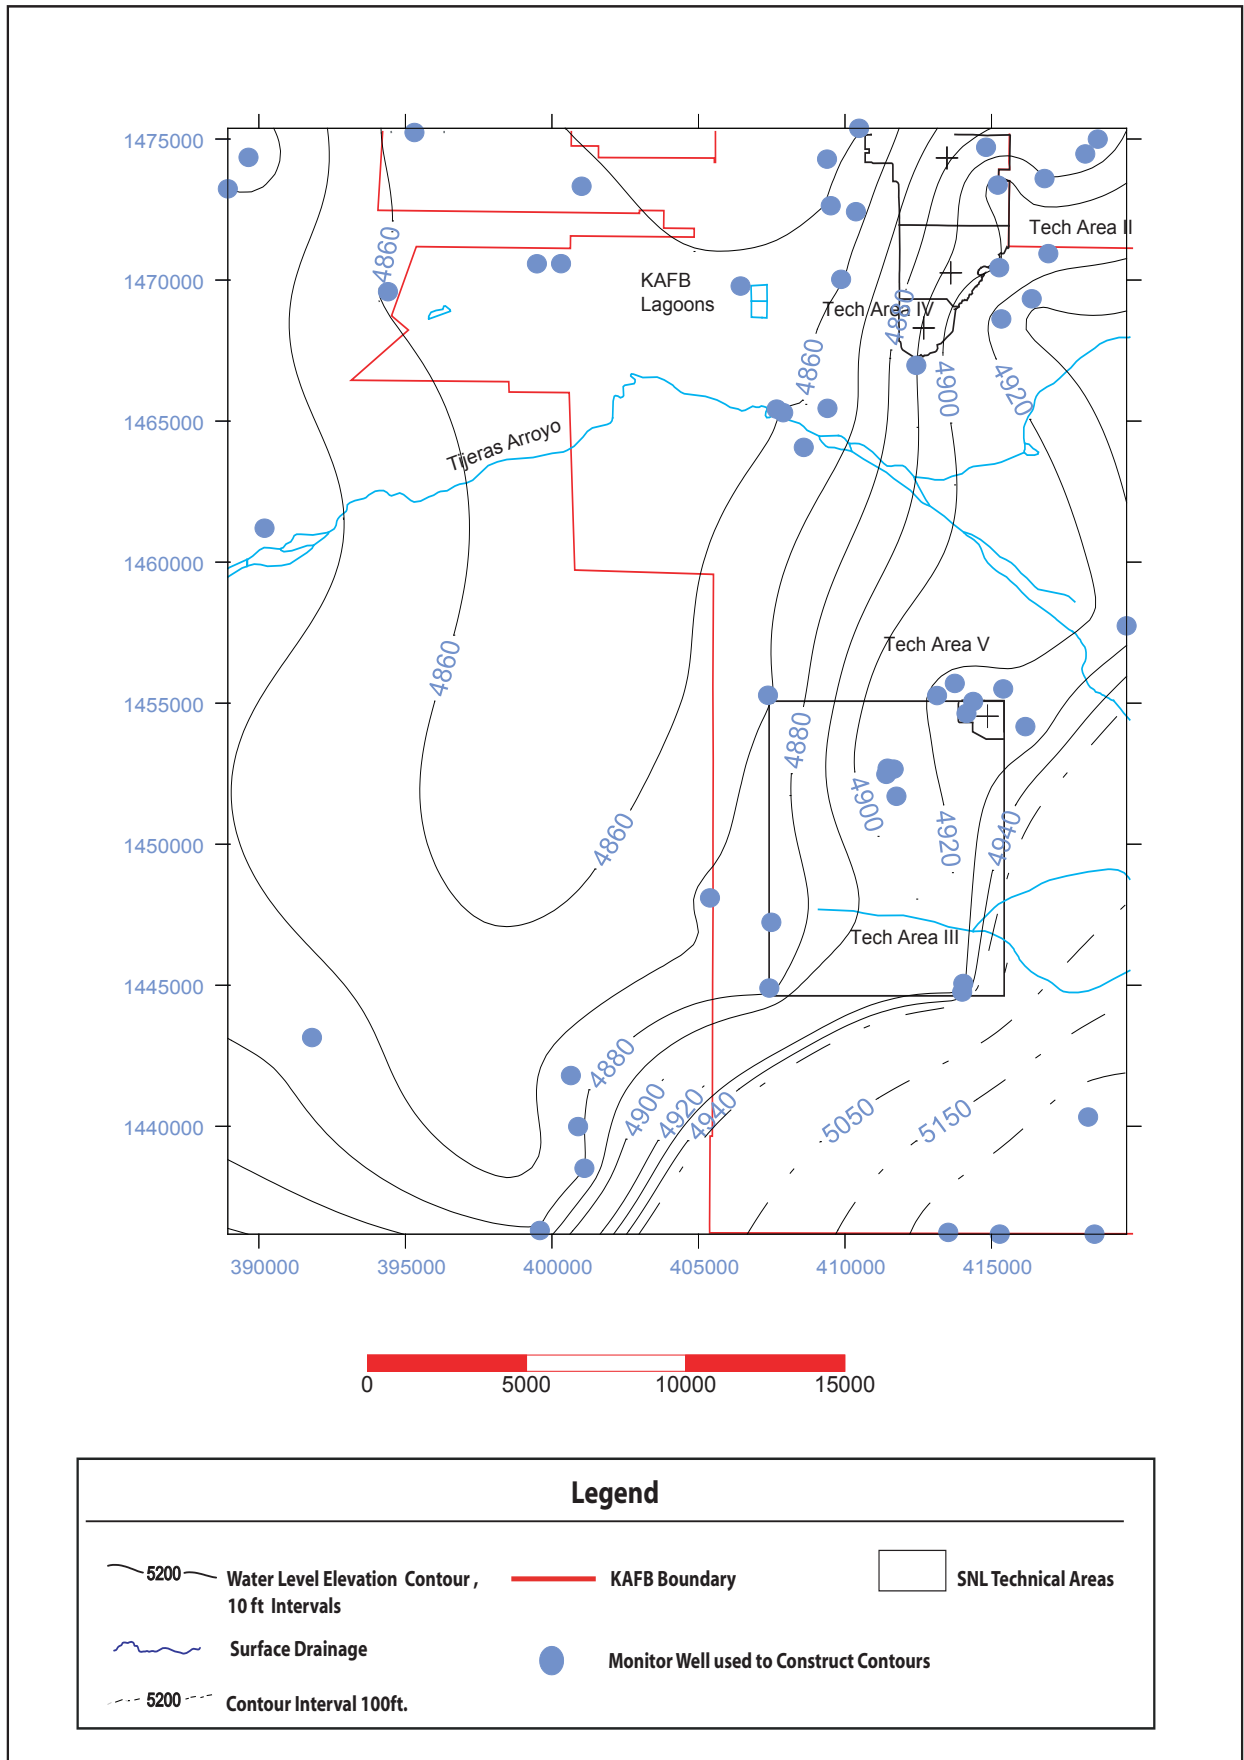 1475000
1470000
1465000
1460000
1455000
1450000
1445000
1440000
390000
395000
400000
405000
410000
415000
Tech Area II
4860
KAFB
Lagoons
Tech Area IV
4880
4860
4900
4920
Tijeras Arroyo
Tech Area V
4860
4880
4900
4860
4920
4940
Tech Area III
4880
4900
4920
4940
5050
5150
0
5000
10000
15000
Legend
5200
Water Level Elevation Contour ,
10 ft Intervals
KAFB Boundary
SNL Technical Areas
Surface Drainage
Monitor Well used to Construct Contours
5200
Contour Interval 100ft.